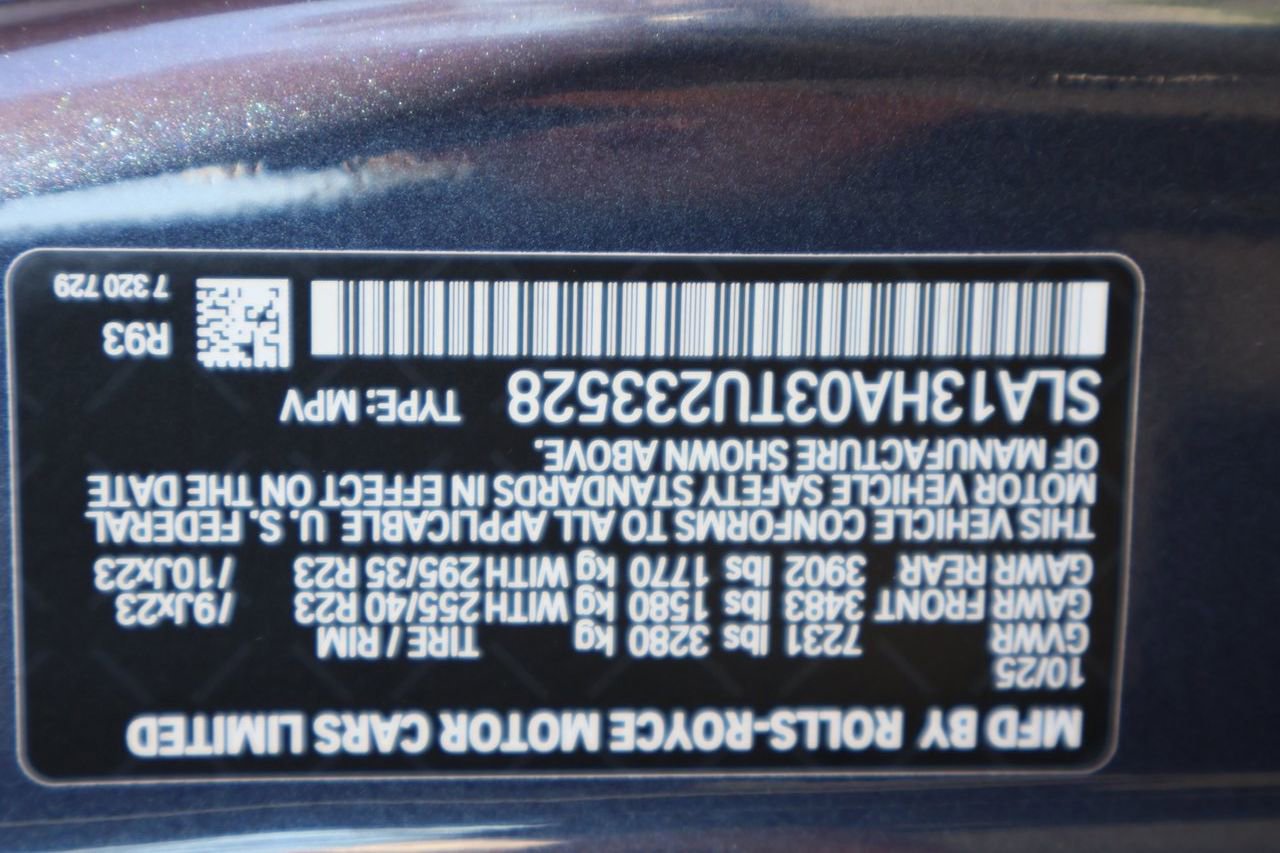 MFD BY ROLLS-ROYCE MOTOR CARS LIMITED
10/25
GVWR 7231 lbs 3280 kg TIRE / RIM
GAWR FRONT 3483 lbs 1580 kg WITH 255/40 R23 /9Jx23
GAWR REAR 3902 lbs 1770 kg WITH 295/35 R23 /10Jx23
THIS VEHICLE CONFORMS TO ALL APPLICABLE U.S. FEDERAL
MOTOR VEHICLE SAFETY STANDARDS IN EFFECT ON THE DATE
OF MANUFACTURE SHOWN ABOVE.
SLA13HA03TU233528 TYPE: MPV
R93
7 320 729